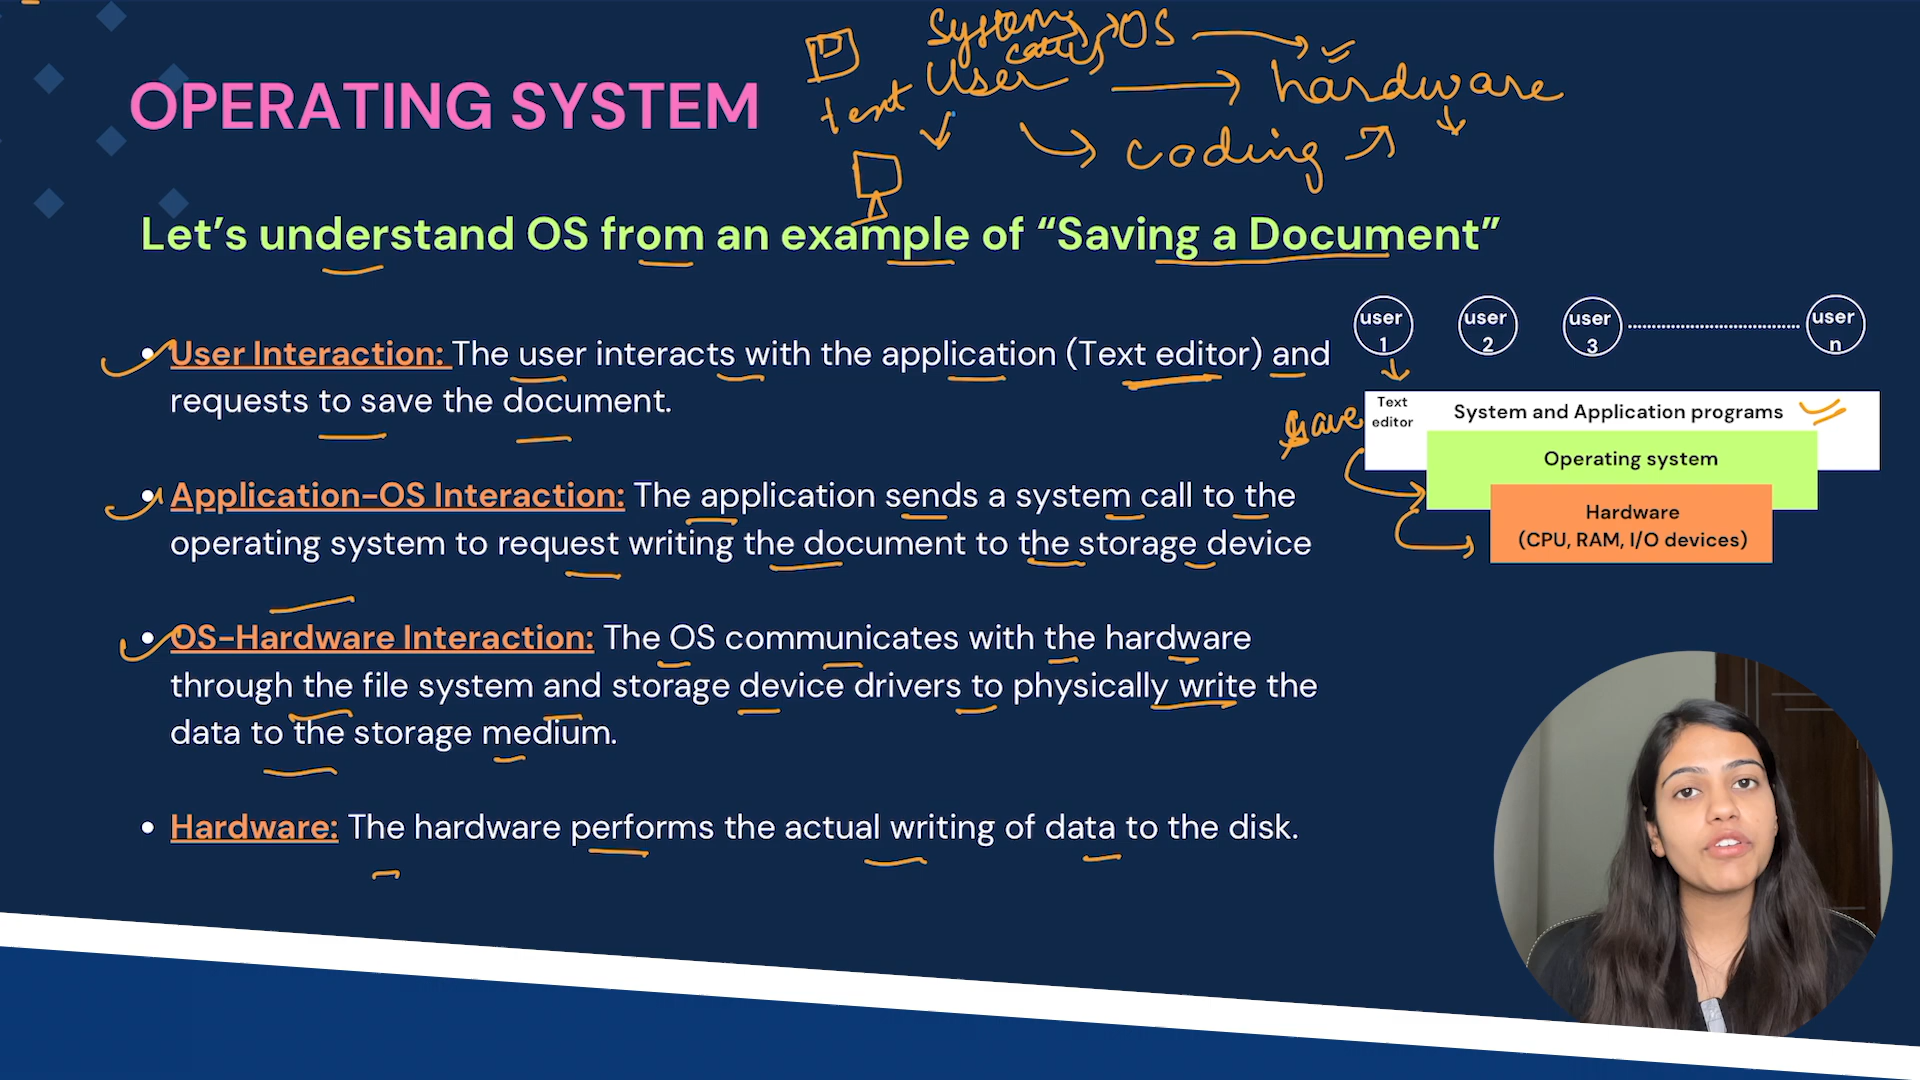 System
calls
OS
User
hardware
text
coding
OPERATING SYSTEM
Let’s understand OS from an example of “Saving a Document”
• User Interaction: The user interacts with the application (Text editor) and
requests to save the document.
• Application-OS Interaction: The application sends a system call to the
operating system to request writing the document to the storage device
• OS-Hardware Interaction: The OS communicates with the hardware
through the file system and storage device drivers to physically write the
data to the storage medium.
• Hardware: The hardware performs the actual writing of data to the disk.
user
1
user
2
user
3
user
n
save
Text
editor
System and Application programs
Operating system
Hardware
(CPU, RAM, I/O devices)